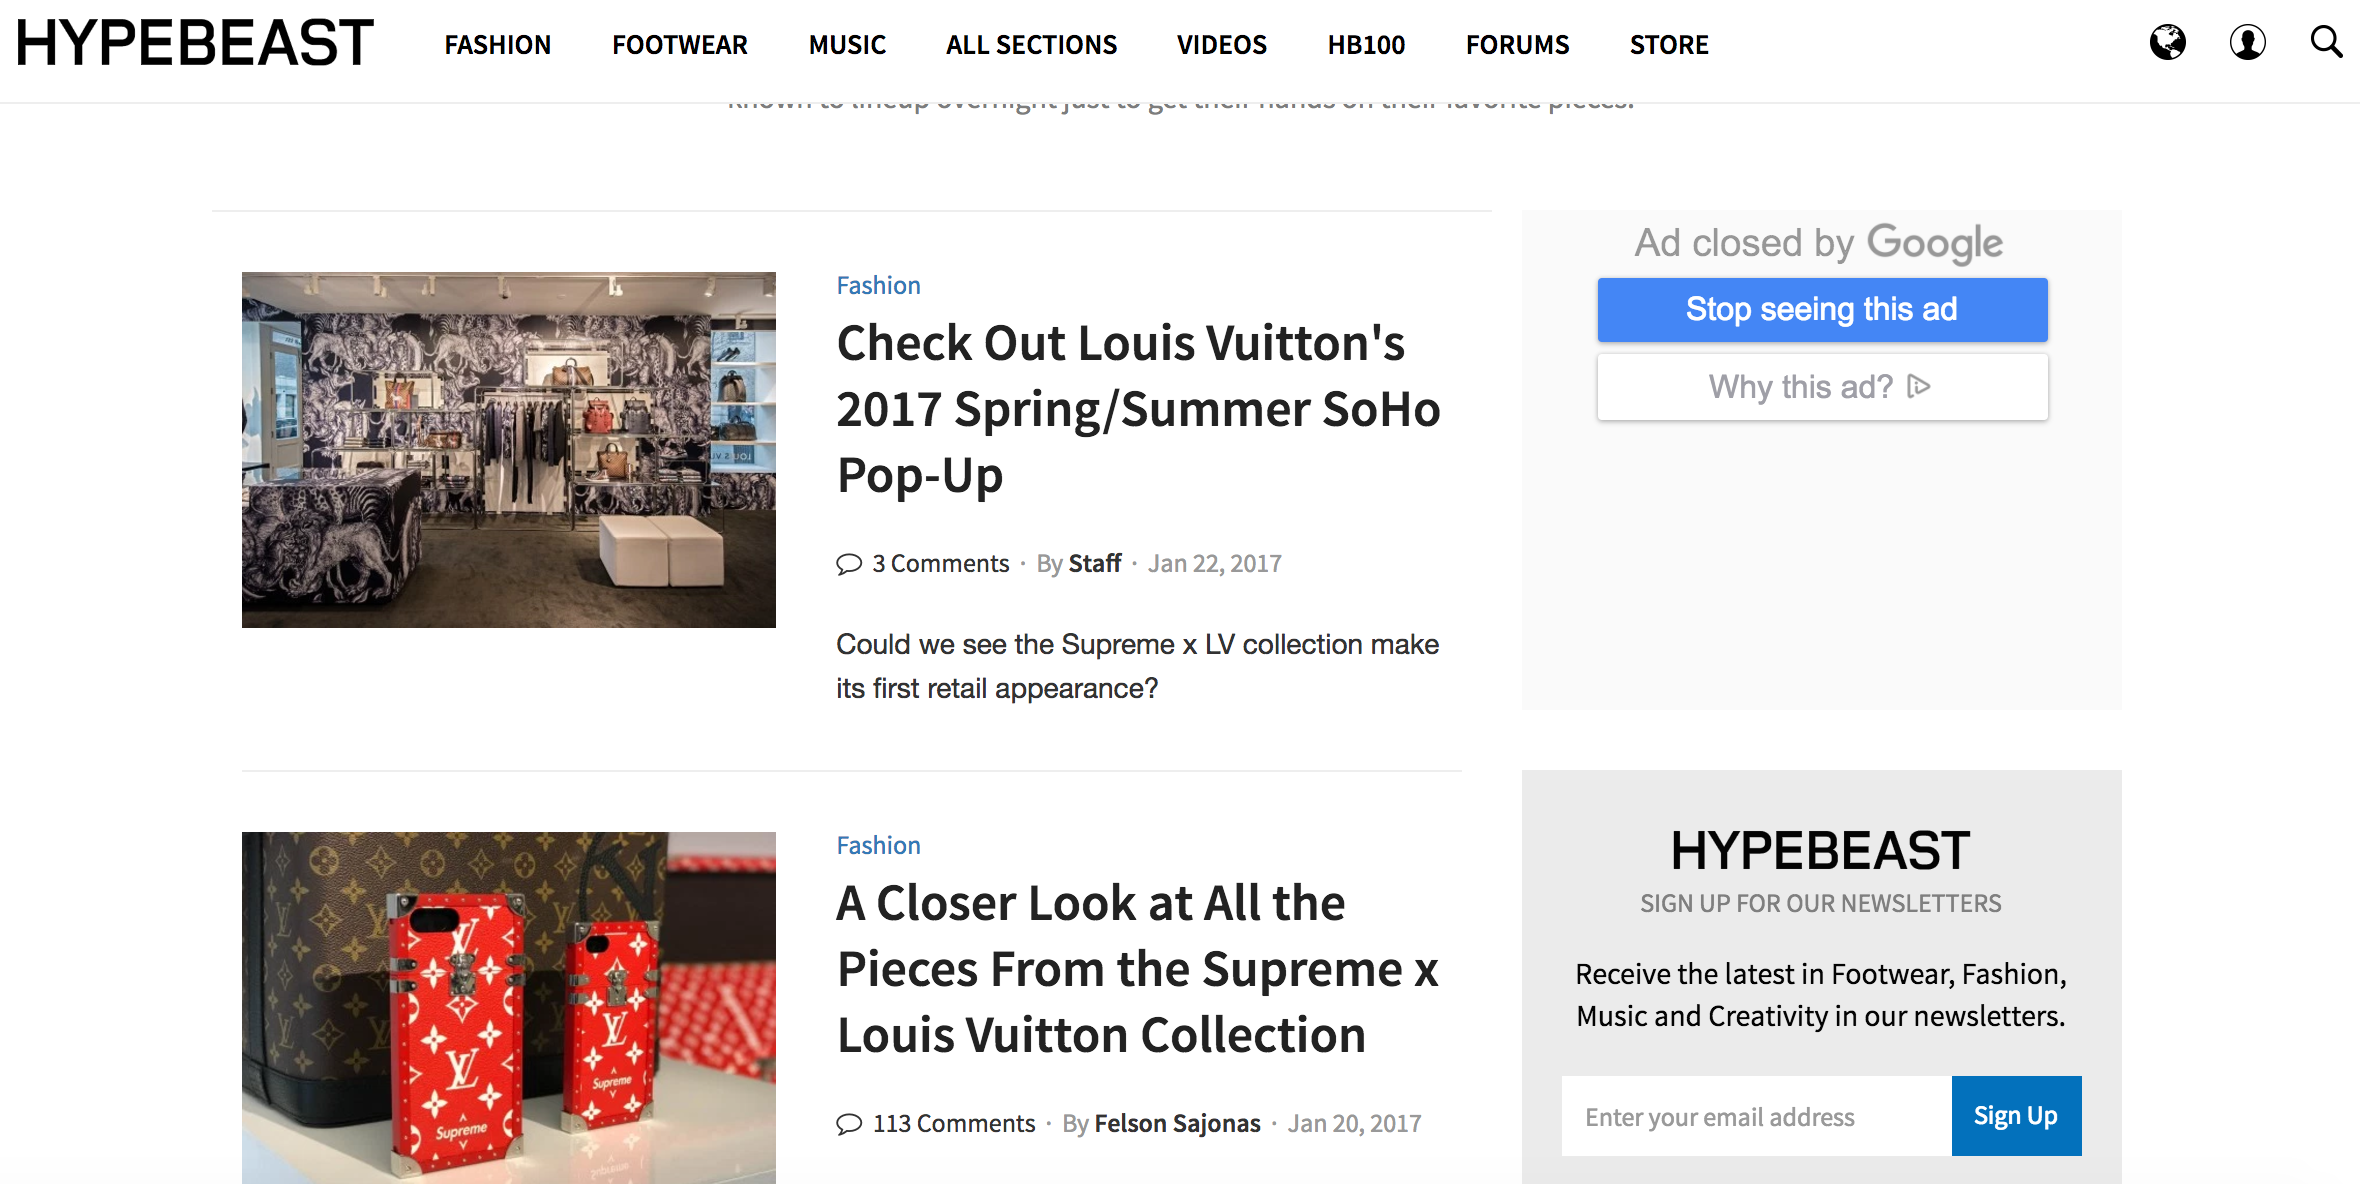 HYPEBEAST
FASHION FOOTWEAR MUSIC ALL SECTIONS VIDEOS HB100 FORUMS STORE
known to lineup overnight just to get their hands on their favorite pieces.
Fashion
Check Out Louis Vuitton's
2017 Spring/Summer SoHo
Pop-Up
3 Comments · By Staff · Jan 22, 2017
Could we see the Supreme x LV collection make
its first retail appearance?
Ad closed by Google
Stop seeing this ad
Why this ad?
Fashion
A Closer Look at All the
Pieces From the Supreme x
Louis Vuitton Collection
113 Comments · By Felson Sajonas · Jan 20, 2017
LV
Supreme
LV
Supreme
HYPEBEAST
SIGN UP FOR OUR NEWSLETTERS
Receive the latest in Footwear, Fashion,
Music and Creativity in our newsletters.
Enter your email address
Sign Up